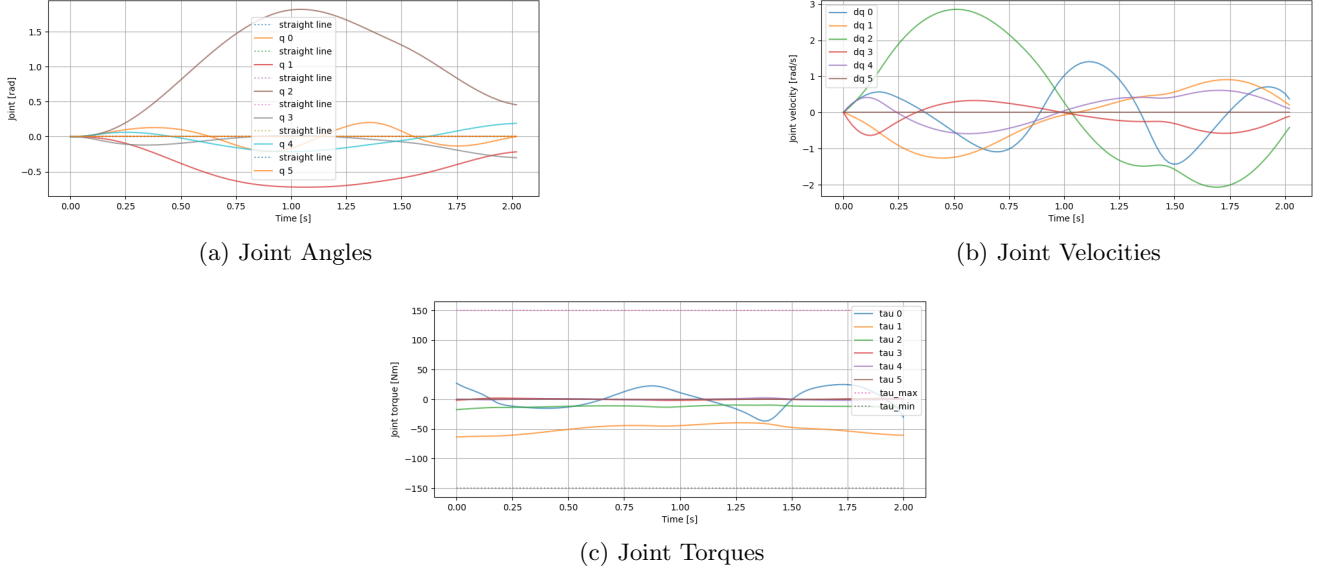 1.5
1.0
0.5
0.0
−0.5
Joint [rad]
0.00 0.25 0.50 0.75 1.00 1.25 1.50 1.75 2.00
Time [s]
straight line
q 0
straight line
q 1
straight line
q 2
straight line
q 3
straight line
q 4
straight line
q 5
(a) Joint Angles
3
2
1
0
−1
−2
Joint velocity [rad/s]
0.00 0.25 0.50 0.75 1.00 1.25 1.50 1.75 2.00
Time [s]
dq 0
dq 1
dq 2
dq 3
dq 4
dq 5
(b) Joint Velocities
150
100
50
0
−50
−100
−150
Joint torque [Nm]
0.00 0.25 0.50 0.75 1.00 1.25 1.50 1.75 2.00
Time [s]
tau 0
tau 1
tau 2
tau 3
tau 4
tau 5
tau_max
tau_min
(c) Joint Torques